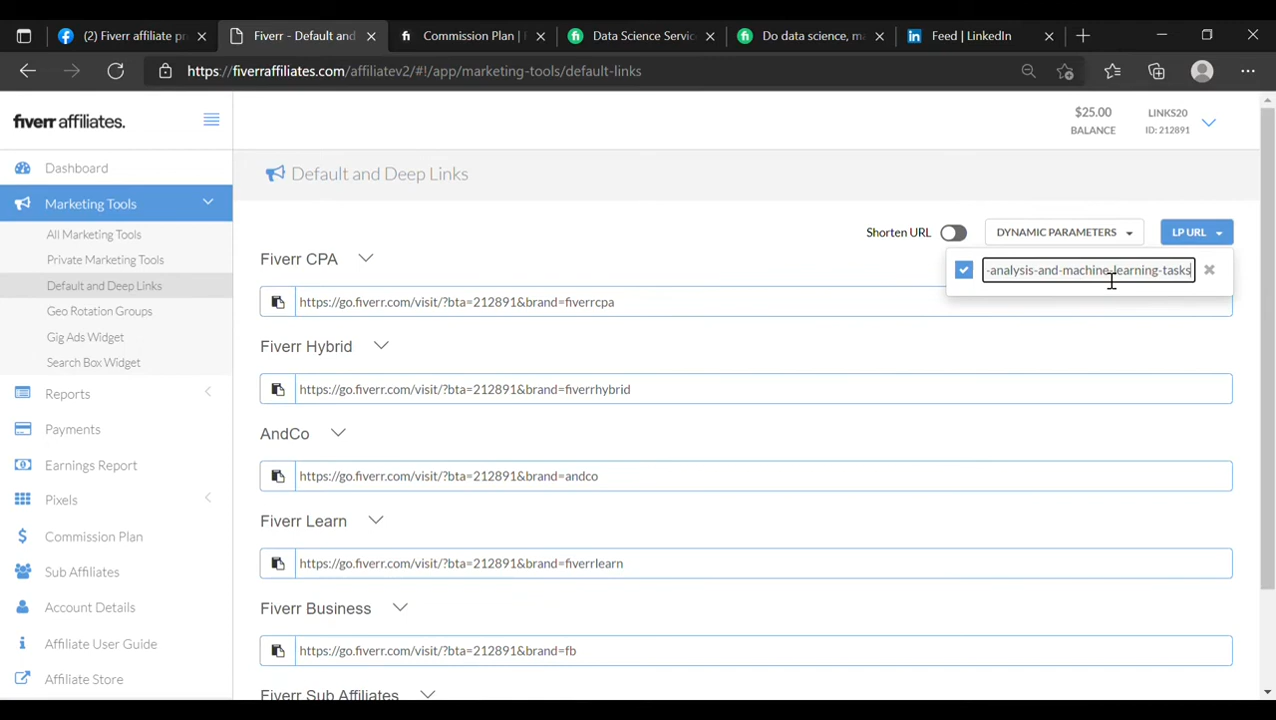 (2) Fiverr affiliate pr
Fiverr - Default and
Commission Plan |
Data Science Servic
Do data science, m
Feed | LinkedIn
https://fiverraffiliates.com/affiliatev2/#!/app/marketing-tools/default-links
fiverr affiliates.
$25.00
BALANCE
LINKS20
ID: 212891
Dashboard
Marketing Tools
All Marketing Tools
Private Marketing Tools
Default and Deep Links
Geo Rotation Groups
Gig Ads Widget
Search Box Widget
Reports
Payments
Earnings Report
Pixels
Commission Plan
Sub Affiliates
Account Details
Affiliate User Guide
Affiliate Store
Default and Deep Links
Shorten URL
DYNAMIC PARAMETERS
LP URL
-analysis-and-machine-learning-tasks
Fiverr CPA
https://go.fiverr.com/visit/?bta=212891&brand=fiverrcpa
Fiverr Hybrid
https://go.fiverr.com/visit/?bta=212891&brand=fiverrhybrid
AndCo
https://go.fiverr.com/visit/?bta=212891&brand=andco
Fiverr Learn
https://go.fiverr.com/visit/?bta=212891&brand=fiverrlearn
Fiverr Business
https://go.fiverr.com/visit/?bta=212891&brand=fb
Fiverr Sub Affiliates